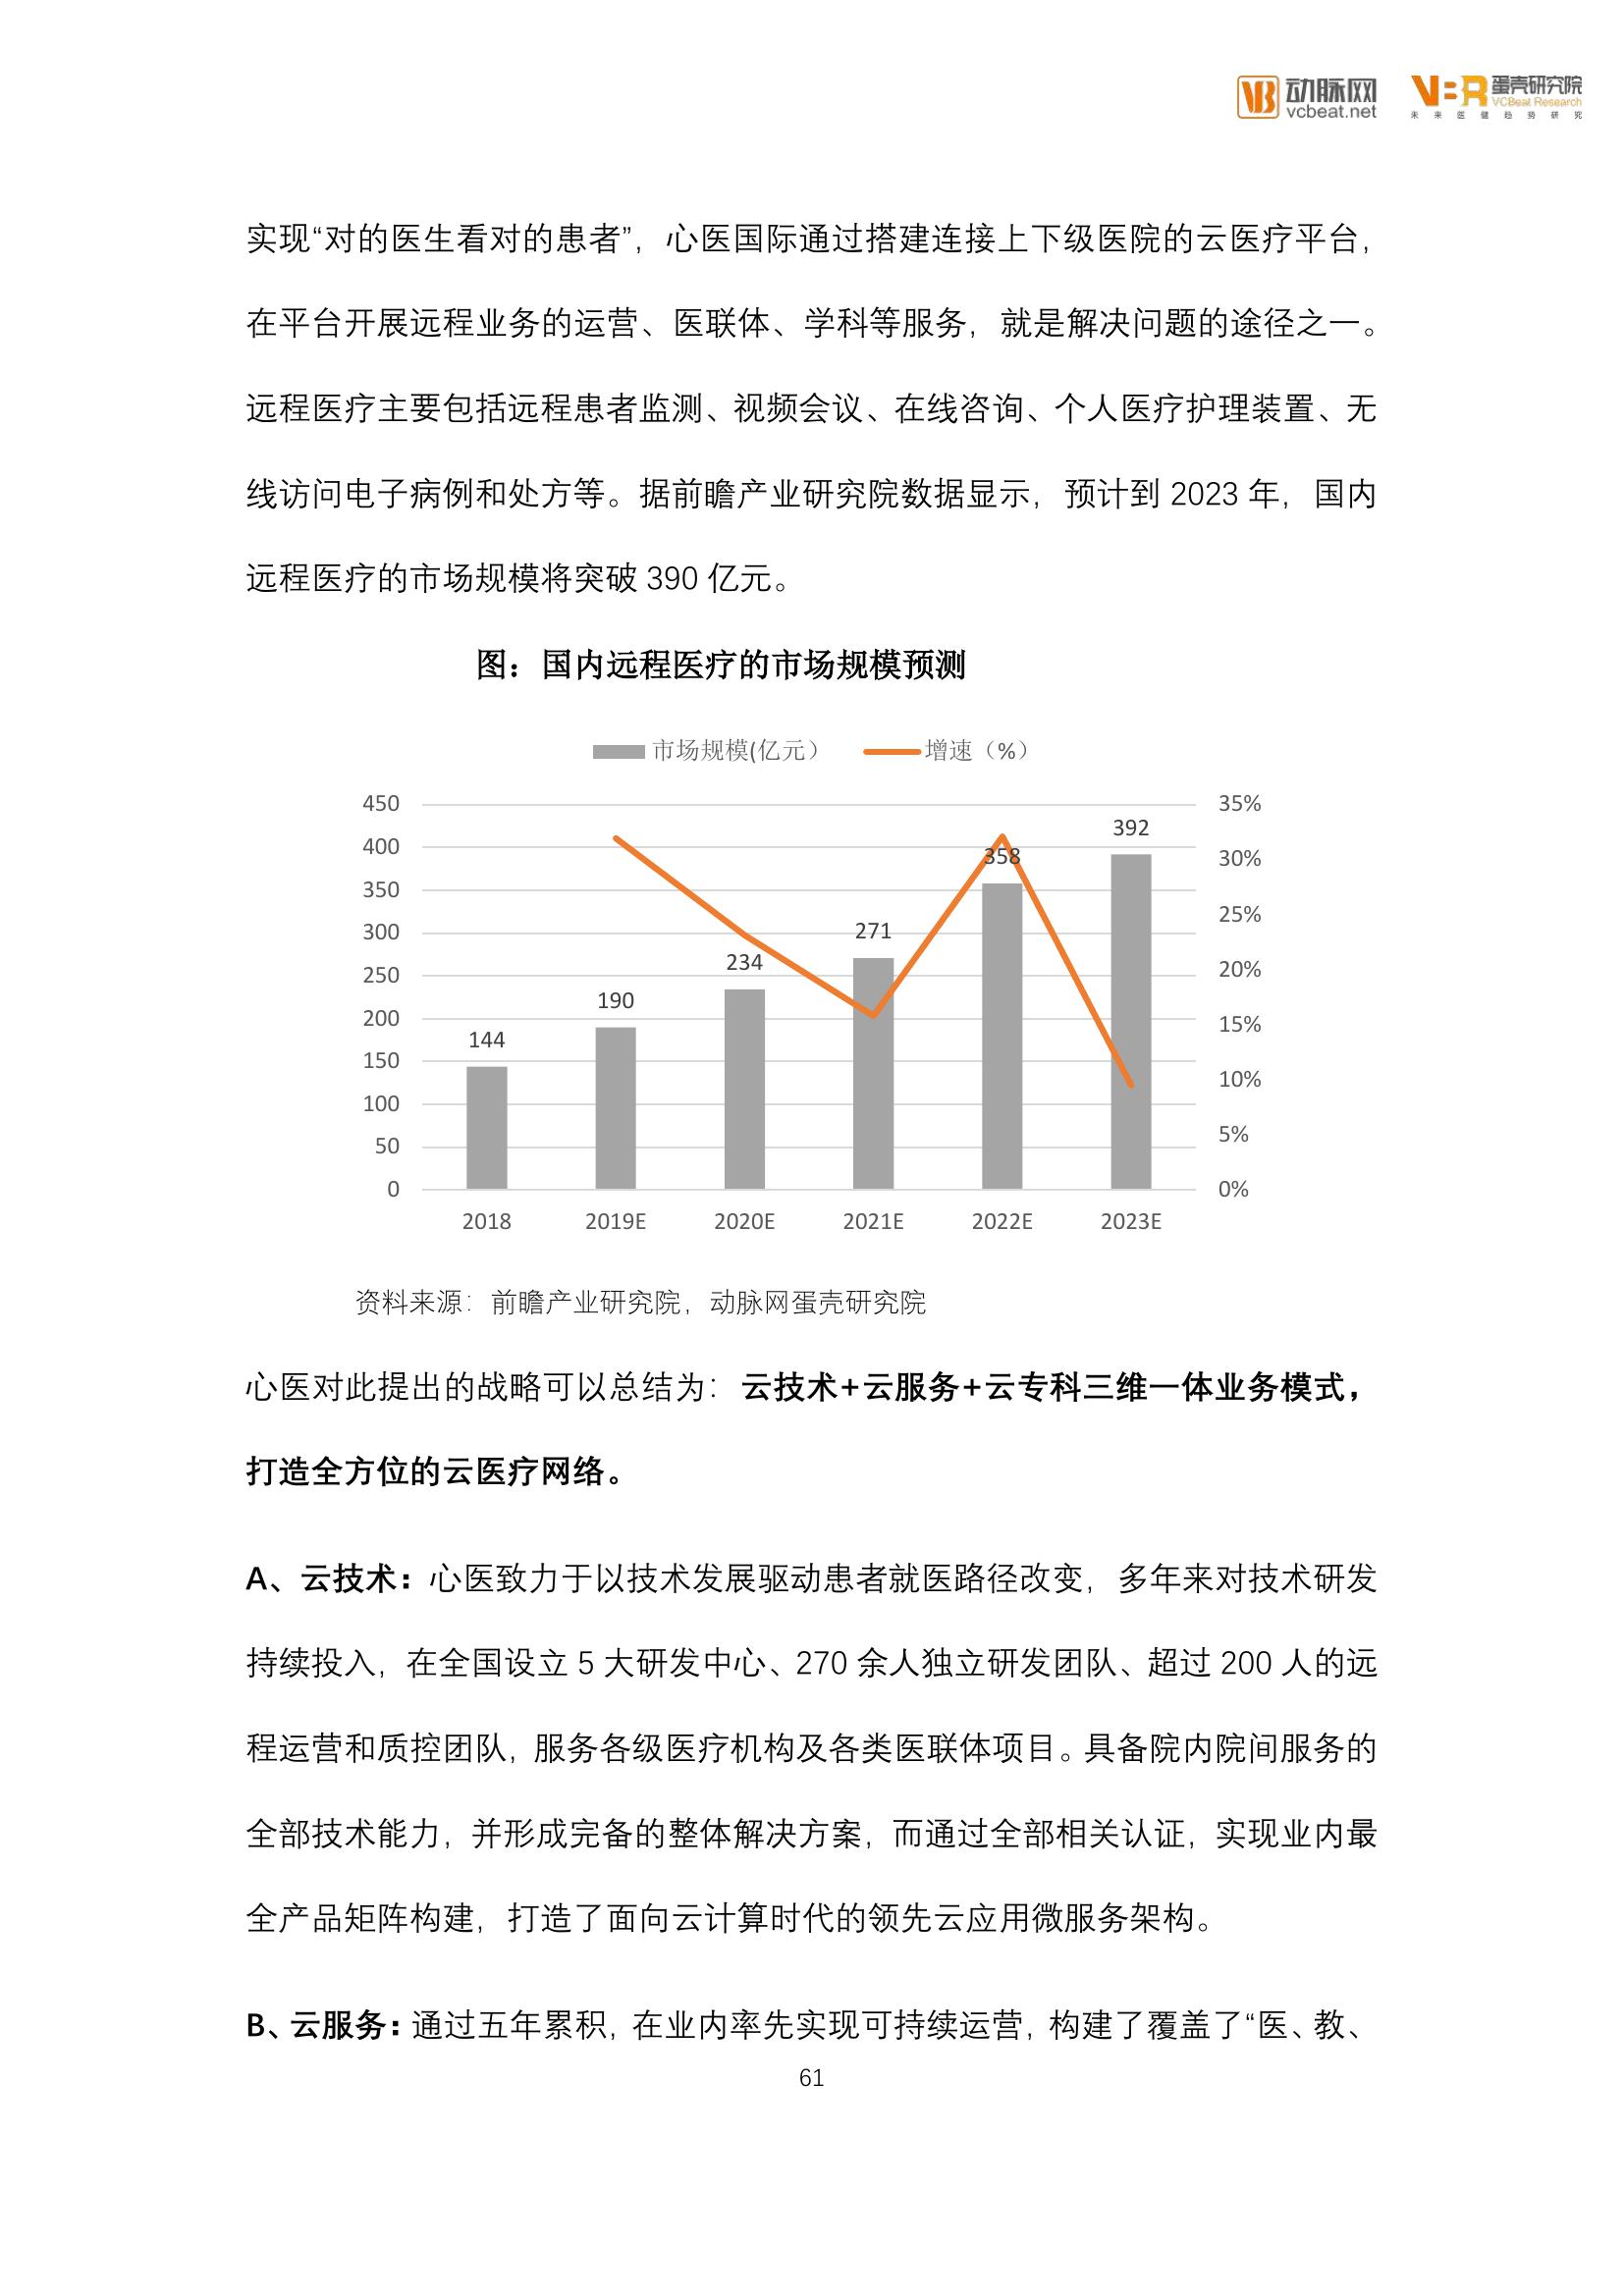 动脉网
vcbeat.net
VBR 蛋壳研究院
VCBeat Research
未来医健趋势研究
实现“对的医生看对的患者”，心医国际通过搭建连接上下级医院的云医疗平台，
在平台开展远程业务的运营、医联体、学科等服务，就是解决问题的途径之一。
远程医疗主要包括远程患者监测、视频会议、在线咨询、个人医疗护理装置、无
线访问电子病例和处方等。据前瞻产业研究院数据显示，预计到 2023 年，国内
远程医疗的市场规模将突破 390 亿元。
图：国内远程医疗的市场规模预测
市场规模(亿元） 增速（%）
450 35%
400 30%
350 25%
300 20%
250 15%
200 10%
150 5%
100 0%
50
0
144 190 234 271 358 392
2018 2019E 2020E 2021E 2022E 2023E
资料来源：前瞻产业研究院，动脉网蛋壳研究院
心医对此提出的战略可以总结为：云技术+云服务+云专科三维一体业务模式，
打造全方位的云医疗网络。
A、云技术：心医致力于以技术发展驱动患者就医路径改变，多年来对技术研发
持续投入，在全国设立 5 大研发中心、270 余人独立研发团队、超过 200 人的远
程运营和质控团队，服务各级医疗机构及各类医联体项目。具备院内院间服务的
全部技术能力，并形成完备的整体解决方案，而通过全部相关认证，实现业内最
全产品矩阵构建，打造了面向云计算时代的领先云应用微服务架构。
B、云服务：通过五年累积，在业内率先实现可持续运营，构建了覆盖了“医、教、
61